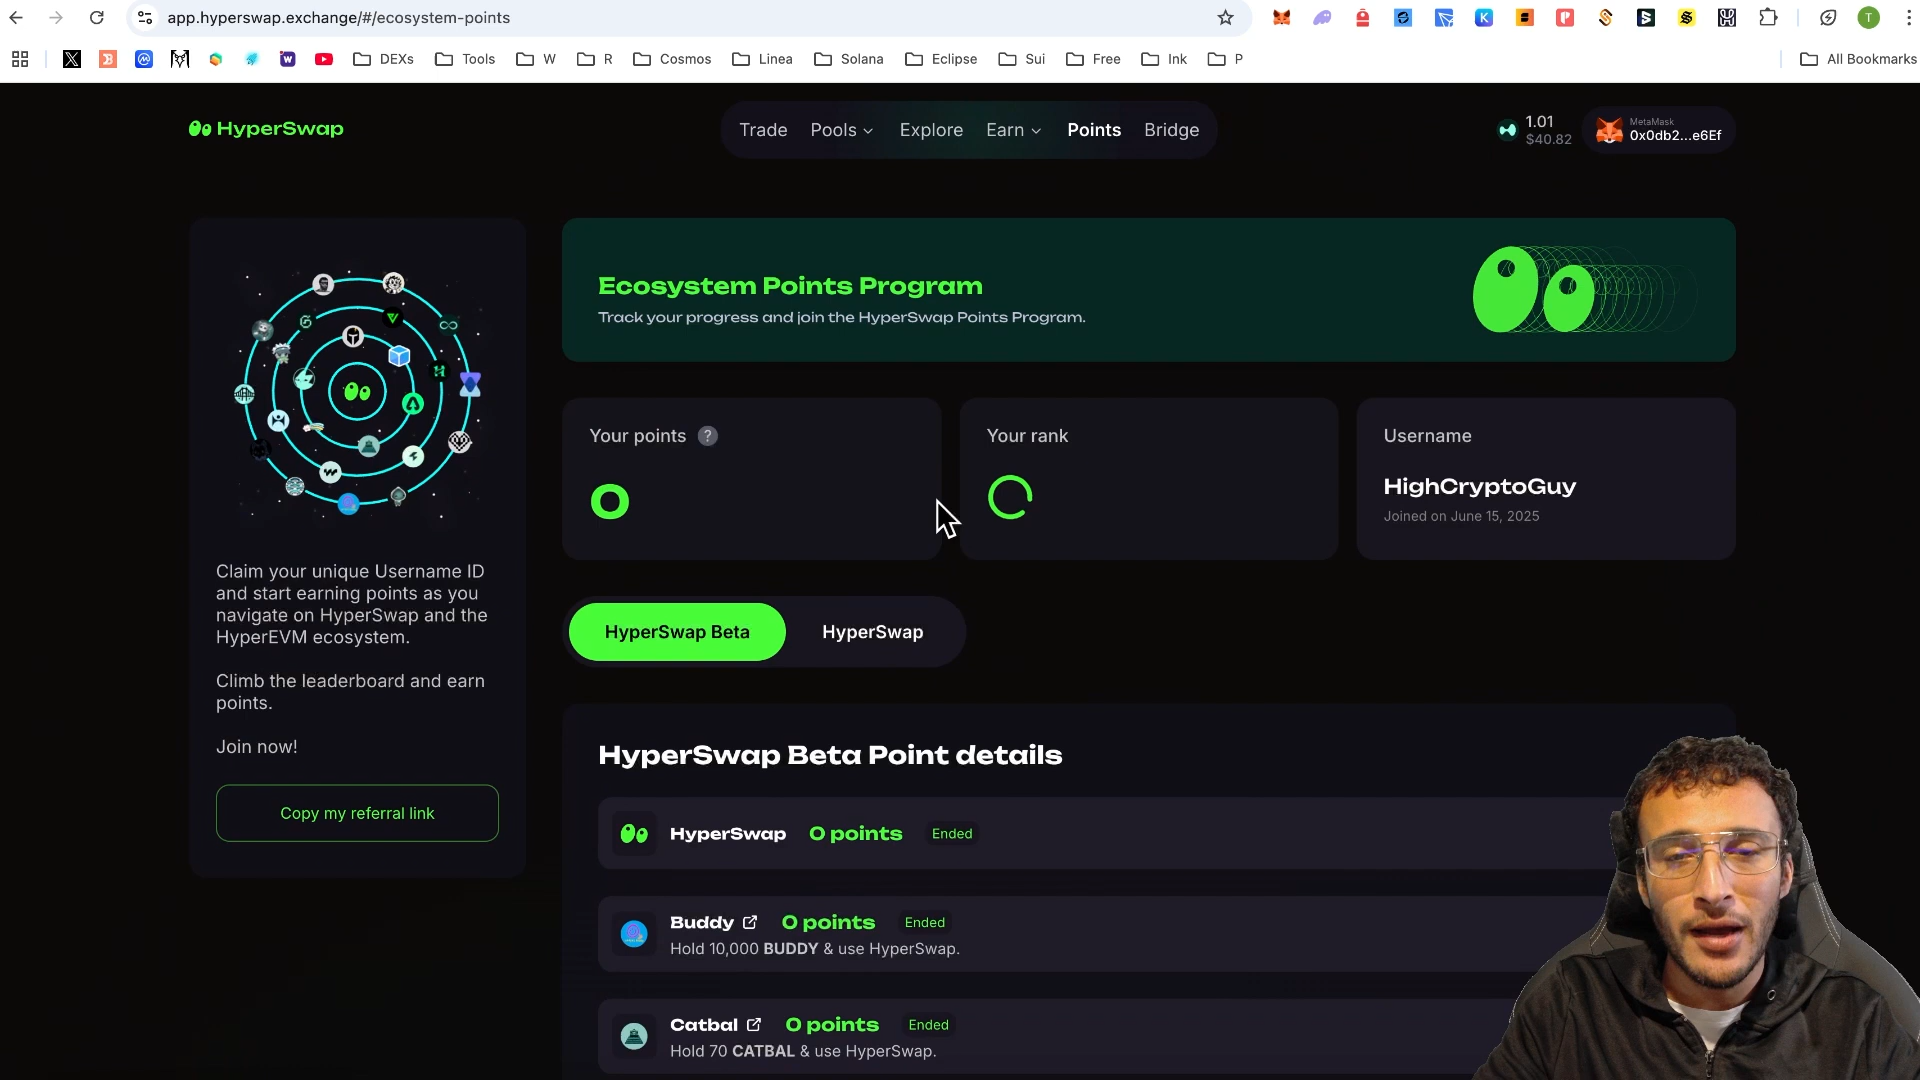 app.hyperswap.exchange/#/ecosystem-points
T
DEXs
Tools
W
R
Cosmos
Linea
Solana
Eclipse
Sui
Free
Ink
P
All Bookmarks
HyperSwap
Trade
Pools
Explore
Earn
Points
Bridge
1.01
$40.82
MetaMask
0x0db2...e6Ef
Ecosystem Points Program
Track your progress and join the HyperSwap Points Program.
Your points ?
0
Your rank
Username
HighCryptoGuy
Joined on June 15, 2025
Claim your unique Username ID
and start earning points as you
navigate on HyperSwap and the
HyperEVM ecosystem.
Climb the leaderboard and earn
points.
Join now!
Copy my referral link
HyperSwap Beta
HyperSwap
HyperSwap Beta Point details
HyperSwap 0 points Ended
Buddy 0 points Ended
Hold 10,000 BUDDY & use HyperSwap.
Catbal 0 points Ended
Hold 70 CATBAL & use HyperSwap.